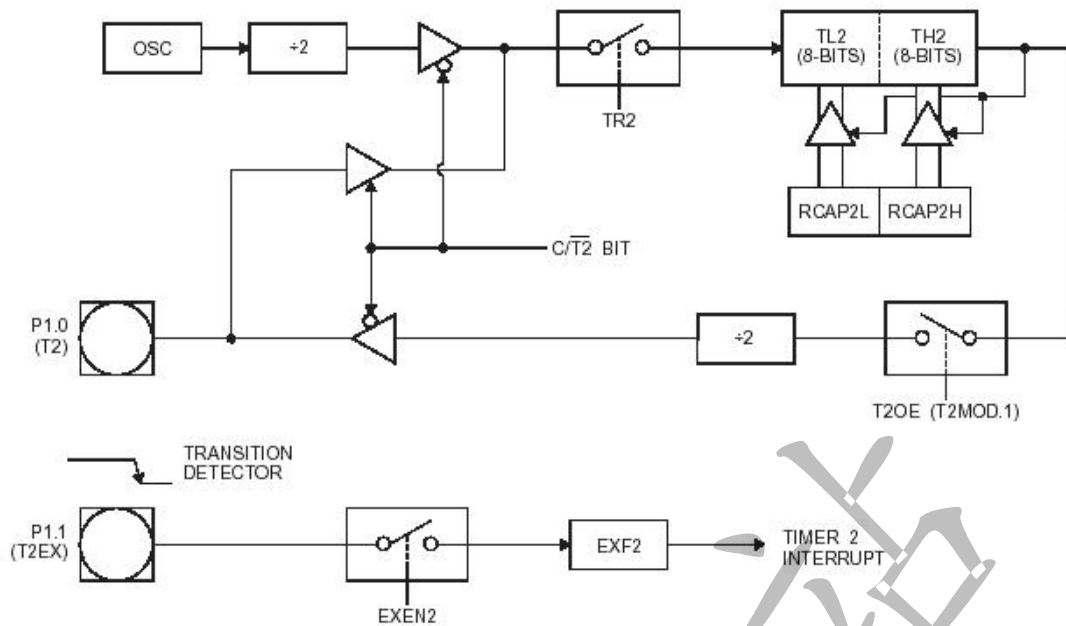 OSC
÷2
TR2
TL2
(8-BITS)
TH2
(8-BITS)
RCAP2L
RCAP2H
C/T̅2̅ BIT
P1.0
(T2)
÷2
T2OE (T2MOD.1)
TRANSITION
DETECTOR
P1.1
(T2EX)
EXEN2
EXF2
TIMER 2
INTERRUPT